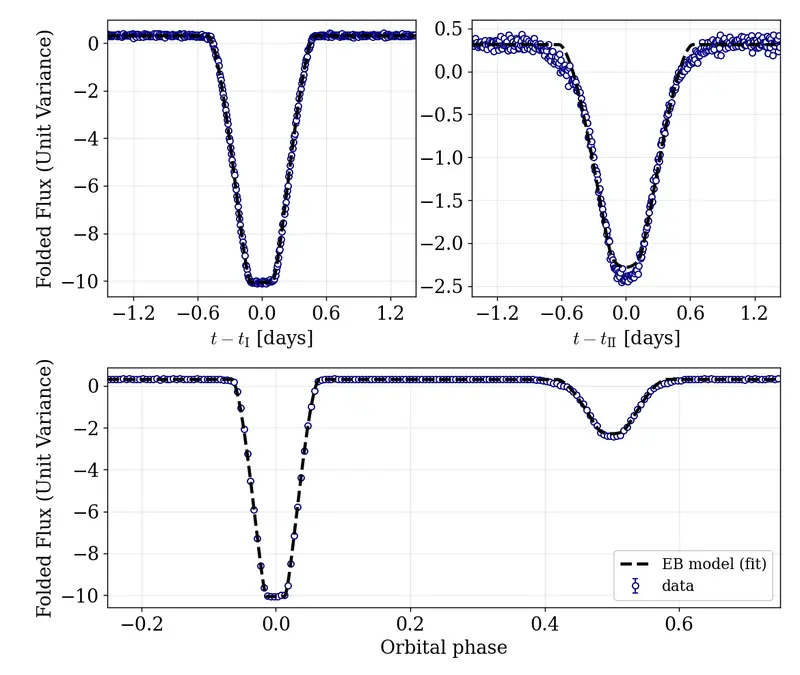 Folded Flux (Unit Variance)
0
−2
−4
−6
−8
−10
−1.2 −0.6 0.0 0.6 1.2
t − tI [days]
0.5
0.0
−0.5
−1.0
−1.5
−2.0
−2.5
−1.2 −0.6 0.0 0.6 1.2
t − tII [days]
Folded Flux (Unit Variance)
0
−2
−4
−6
−8
−10
−0.2 0.0 0.2 0.4 0.6
Orbital phase
EB model (fit)
data